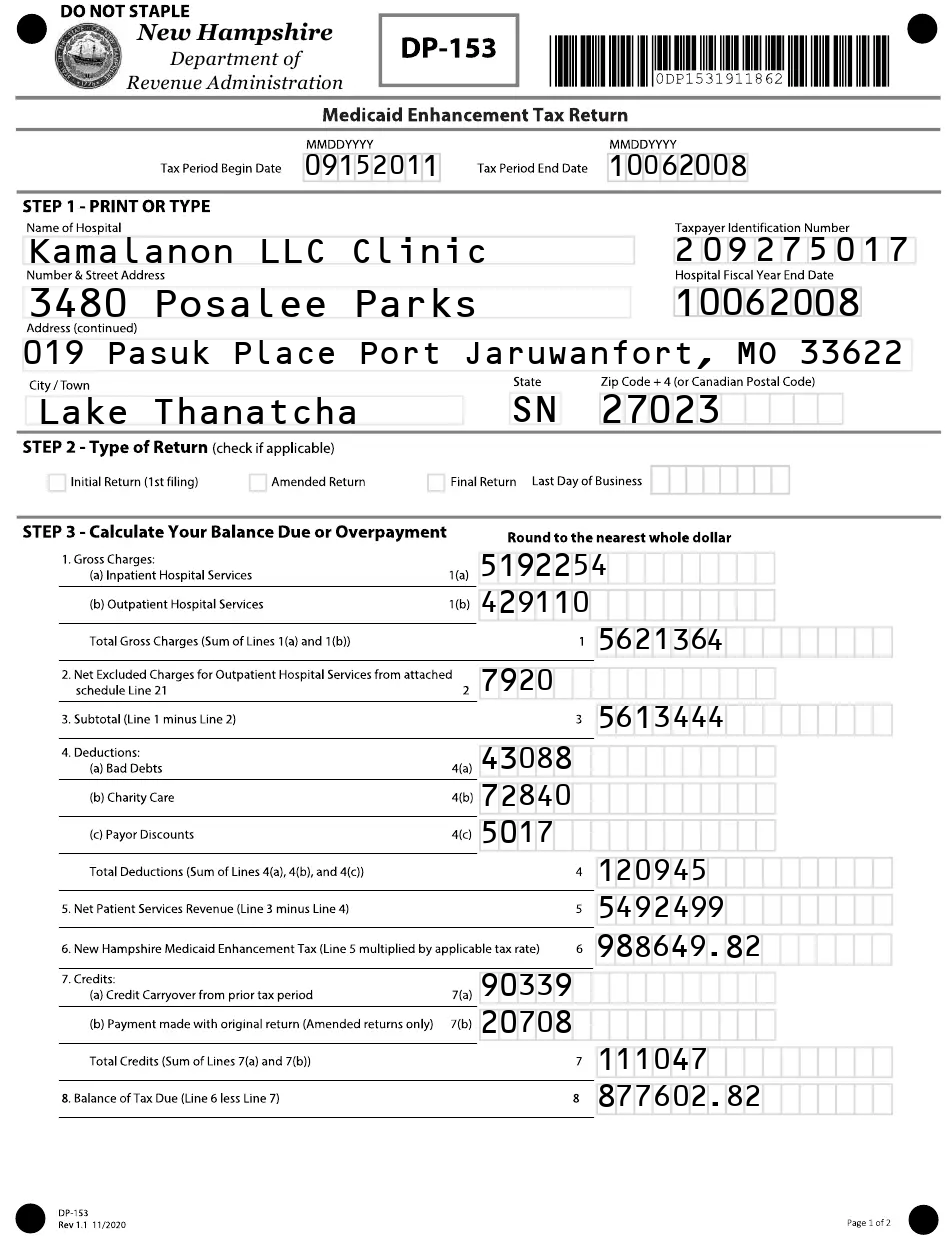 DO NOT STAPLE
New Hampshire
Department of
Revenue Administration
DP-153
0DP1531911862
Medicaid Enhancement Tax Return
MMDDYYYY MMDDYYYY
Tax Period Begin Date 09152011 Tax Period End Date 10062008
STEP 1 - PRINT OR TYPE
Name of Hospital Taxpayer Identification Number
Kamalanon LLC Clinic 209275017
Number & Street Address Hospital Fiscal Year End Date
3480 Posalee Parks 10062008
Address (continued)
019 Pasuk Place Port Jaruwanfort, MO 33622
City / Town State Zip Code + 4 (or Canadian Postal Code)
Lake Thanatcha SN 27023
STEP 2 - Type of Return (check if applicable)
Initial Return (1st filing) Amended Return Final Return Last Day of Business
STEP 3 - Calculate Your Balance Due or Overpayment Round to the nearest whole dollar
1. Gross Charges:
(a) Inpatient Hospital Services 1(a) 5192254
(b) Outpatient Hospital Services 1(b) 429110
Total Gross Charges (Sum of Lines 1(a) and 1(b)) 1 5621364
2. Net Excluded Charges for Outpatient Hospital Services from attached
schedule Line 21 2 7920
3. Subtotal (Line 1 minus Line 2) 3 5613444
4. Deductions:
(a) Bad Debts 4(a) 43088
(b) Charity Care 4(b) 72840
(c) Payor Discounts 4(c) 5017
Total Deductions (Sum of Lines 4(a), 4(b), and 4(c)) 4 120945
5. Net Patient Services Revenue (Line 3 minus Line 4) 5 5492499
6. New Hampshire Medicaid Enhancement Tax (Line 5 multiplied by applicable tax rate) 6 988649.82
7. Credits:
(a) Credit Carryover from prior tax period 7(a) 90339
(b) Payment made with original return (Amended returns only) 7(b) 20708
Total Credits (Sum of Lines 7(a) and 7(b)) 7 111047
8. Balance of Tax Due (Line 6 less Line 7) 8 877602.82
DP-153
Rev 1.1 11/2020
Page 1 of 2